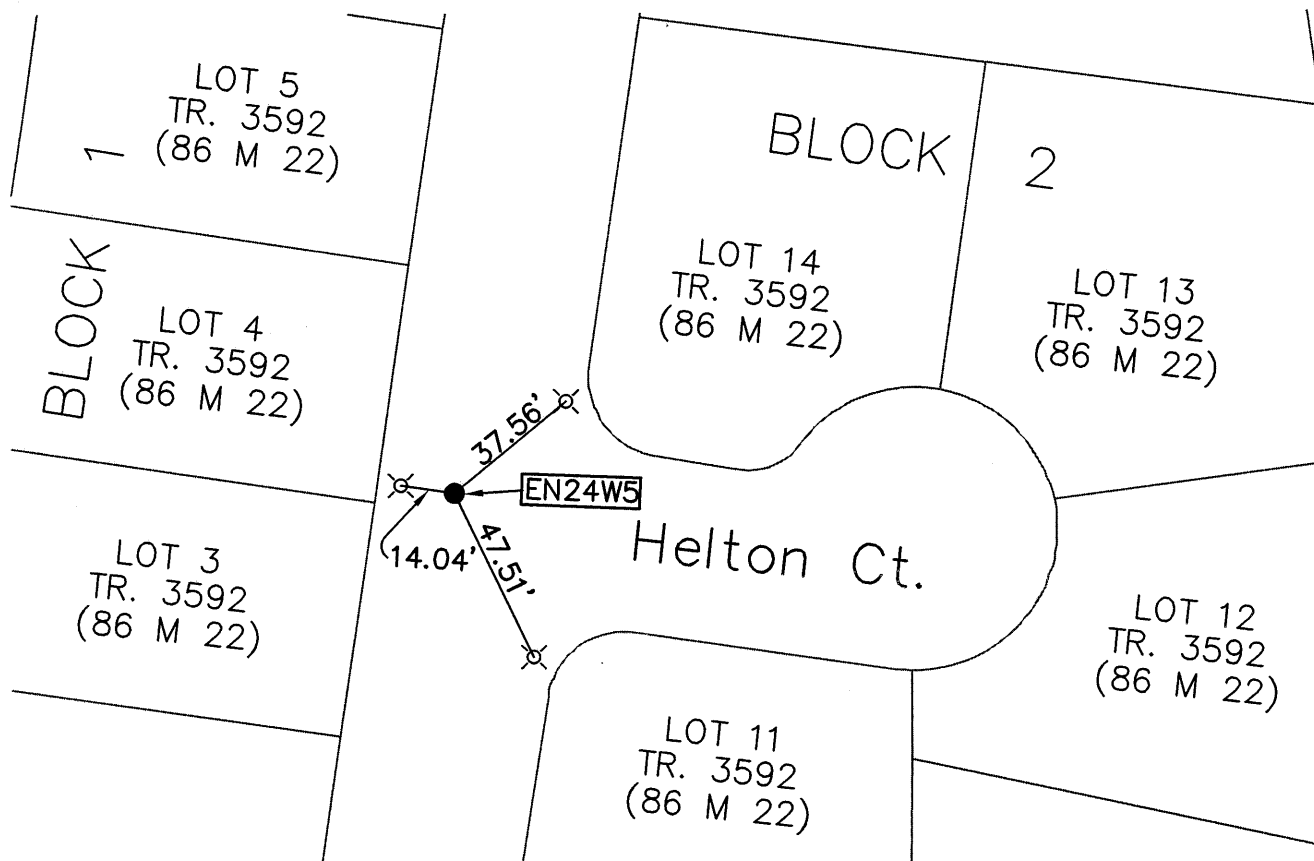 LOT 5
TR. 3592
(86 M 22)
BLOCK 1
LOT 4
TR. 3592
(86 M 22)
LOT 3
TR. 3592
(86 M 22)
BLOCK 2
LOT 14
TR. 3592
(86 M 22)
LOT 13
TR. 3592
(86 M 22)
37.56'
EN24W5
14.04'
47.51'
Helton Ct.
LOT 12
TR. 3592
(86 M 22)
LOT 11
TR. 3592
(86 M 22)